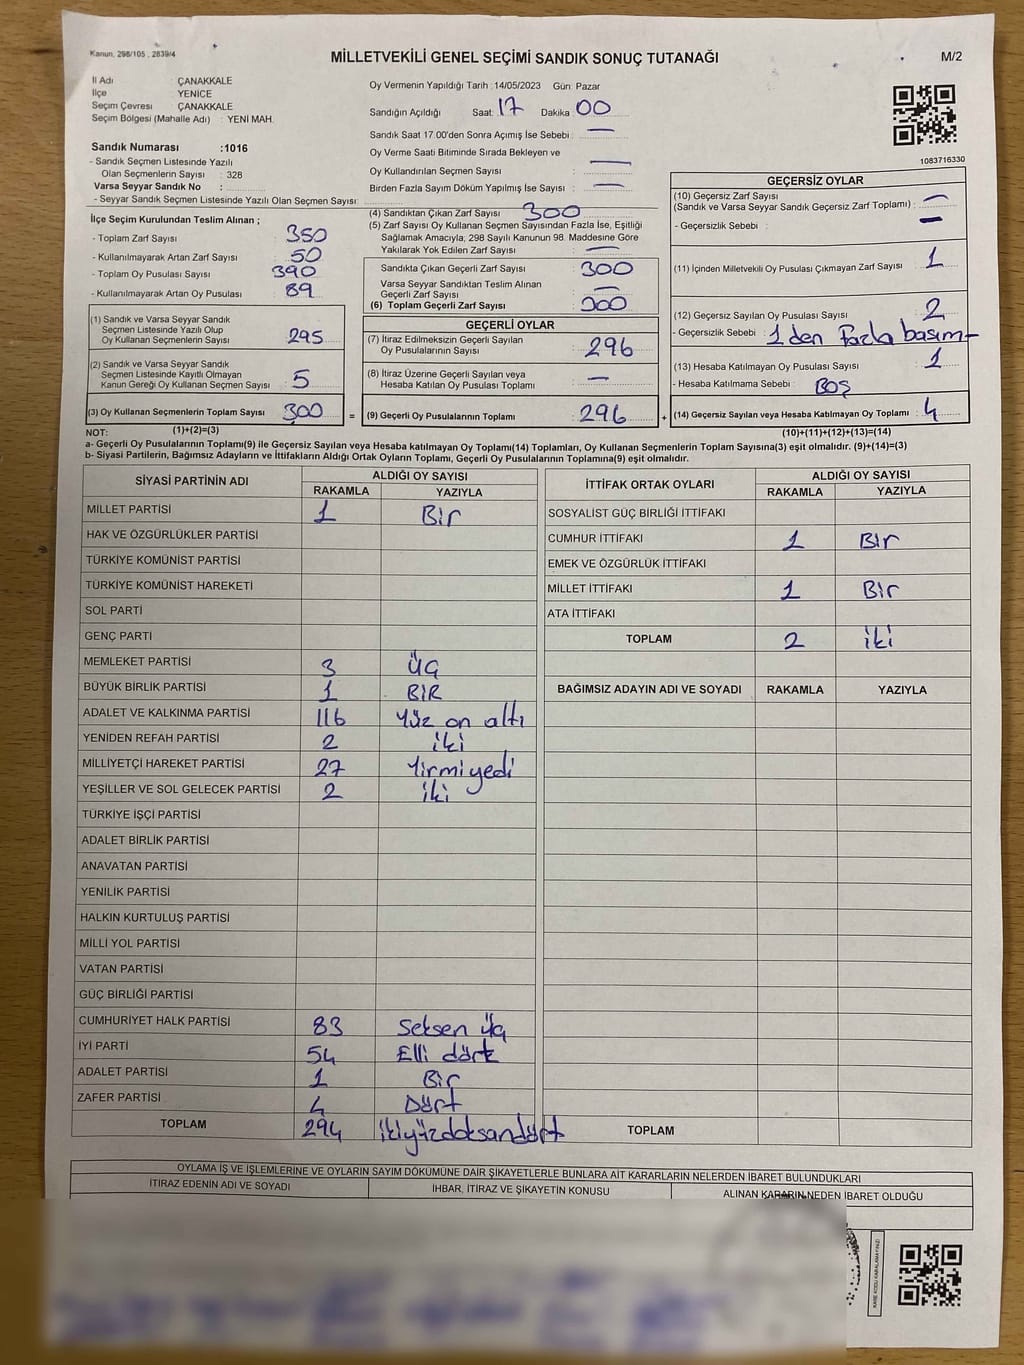 Kanun, 298/105 , 2839/4
MİLLETVEKİLİ GENEL SEÇİMİ SANDIK SONUÇ TUTANAĞI
M/2
İl Adı ÇANAKKALE
İlçe YENİCE
Seçim Çevresi ÇANAKKALE
Seçim Bölgesi (Mahalle Adı) : YENİ MAH.
Oy Vermenin Yapıldığı Tarih : 14/05/2023 Gün: Pazar
Sandığın Açıldığı Saat: 17 Dakika : 00
Sandık Saat 17.00'den Sonra Açımış İse Sebebi : —
Oy Verme Saati Bitiminde Sırada Bekleyen ve
Oy Kullandırılan Seçmen Sayısı : —
Birden Fazla Sayım Döküm Yapılmış İse Sayısı : —
1083716330
Sandık Numarası :1016
- Sandık Seçmen Listesinde Yazılı
Olan Seçmenlerin Sayısı : 328
Varsa Seyyar Sandık No :
- Seyyar Sandık Seçmen Listesinde Yazılı Olan Seçmen Sayısı:
İlçe Seçim Kurulundan Teslim Alınan ;
- Toplam Zarf Sayısı : 350
- Kullanılmayarak Artan Zarf Sayısı : 50
- Toplam Oy Pusulası Sayısı : 390
- Kullanılmayarak Artan Oy Pusulası : 89
(1) Sandık ve Varsa Seyyar Sandık
Seçmen Listesinde Yazılı Olup
Oy Kullanan Seçmenlerin Sayısı : 295
(2) Sandık ve Varsa Seyyar Sandık
Seçmen Listesinde Kayıtlı Olmayan
Kanun Gereği Oy Kullanan Seçmen Sayısı : 5
(3) Oy Kullanan Seçmenlerin Toplam Sayısı : 300
(1)+(2)=(3)
(4) Sandıktan Çıkan Zarf Sayısı : 300
(5) Zarf Sayısı Oy Kullanan Seçmen Sayısından Fazla İse, Eşitliği
Sağlamak Amacıyla, 298 Sayılı Kanunun 98. Maddesine Göre
Yakılarak Yok Edilen Zarf Sayısı : —
Sandıkta Çıkan Geçerli Zarf Sayısı : 300
Varsa Seyyar Sandıktan Teslim Alınan
Geçerli Zarf Sayısı : —
(6) Toplam Geçerli Zarf Sayısı : 300
GEÇERLİ OYLAR
(7) İtiraz Edilmeksizin Geçerli Sayılan
Oy Pusulalarının Sayısı : 296
(8) İtiraz Üzerine Geçerli Sayılan veya
Hesaba Katılan Oy Pusulası Toplamı : —
= (9) Geçerli Oy Pusulalarının Toplamı : 296 +
GEÇERSİZ OYLAR
(10) Geçersiz Zarf Sayısı
(Sandık ve Varsa Seyyar Sandık Geçersiz Zarf Toplamı) : —
- Geçersizlik Sebebi : —
(11) İçinden Milletvekili Oy Pusulası Çıkmayan Zarf Sayısı : 1
(12) Geçersiz Sayılan Oy Pusulası Sayısı : 2
- Geçersizlik Sebebi : 1 den Fazla basım
(13) Hesaba Katılmayan Oy Pusulası Sayısı : 1
- Hesaba Katılmama Sebebi : BOŞ
(14) Geçersiz Sayılan veya Hesaba Katılmayan Oy Toplamı : 4
(10)+(11)+(12)+(13)=(14)
NOT:
a- Geçerli Oy Pusulalarının Toplamı(9) ile Geçersiz Sayılan veya Hesaba katılmayan Oy Toplamı(14) Toplamları, Oy Kullanan Seçmenlerin Toplam Sayısına(3) eşit olmalıdır. (9)+(14)=(3)
b- Siyasi Partilerin, Bağımsız Adayların ve İttifakların Aldığı Ortak Oyların Toplamı, Geçerli Oy Pusulalarının Toplamına(9) eşit olmalıdır.
SİYASİ PARTİNİN ADI ALDIĞI OY SAYISI
RAKAMLA YAZIYLA
MİLLET PARTİSİ 1 Bir
HAK VE ÖZGÜRLÜKLER PARTİSİ
TÜRKİYE KOMÜNİST PARTİSİ
TÜRKİYE KOMÜNİST HAREKETİ
SOL PARTİ
GENÇ PARTİ
MEMLEKET PARTİSİ 3 üç
BÜYÜK BİRLİK PARTİSİ 1 BİR
ADALET VE KALKINMA PARTİSİ 116 Yüz on altı
YENİDEN REFAH PARTİSİ 2 iki
MİLLİYETÇİ HAREKET PARTİSİ 27 Yirmi yedi
YEŞİLLER VE SOL GELECEK PARTİSİ 2 iki
TÜRKİYE İŞÇİ PARTİSİ
ADALET BİRLİK PARTİSİ
ANAVATAN PARTİSİ
YENİLİK PARTİSİ
HALKIN KURTULUŞ PARTİSİ
MİLLİ YOL PARTİSİ
VATAN PARTİSİ
GÜÇ BİRLİĞİ PARTİSİ
CUMHURİYET HALK PARTİSİ 83 Seksen üç
İYİ PARTİ 54 Elli dört
ADALET PARTİSİ 1 Bir
ZAFER PARTİSİ 4 Dört
TOPLAM 294 ikiyüzdoksandört
İTTİFAK ORTAK OYLARI ALDIĞI OY SAYISI
RAKAMLA YAZIYLA
SOSYALİST GÜÇ BİRLİĞİ İTTİFAKI
CUMHUR İTTİFAKI 1 Bir
EMEK VE ÖZGÜRLÜK İTTİFAKI
MİLLET İTTİFAKI 1 Bir
ATA İTTİFAKI
TOPLAM 2 iki
BAĞIMSIZ ADAYIN ADI VE SOYADI RAKAMLA YAZIYLA
TOPLAM
OYLAMA İŞ VE İŞLEMLERİNE VE OYLARIN SAYIM DÖKÜMÜNE DAİR ŞİKAYETLERLE BUNLARA AİT KARARLARIN NELERDEN İBARET BULUNDUKLARI
İTİRAZ EDENİN ADI VE SOYADI İHBAR, İTİRAZ VE ŞİKAYETİN KONUSU ALINAN KARARIN NEDEN İBARET OLDUĞU
KARE KODU KARALAMAYINIZ!